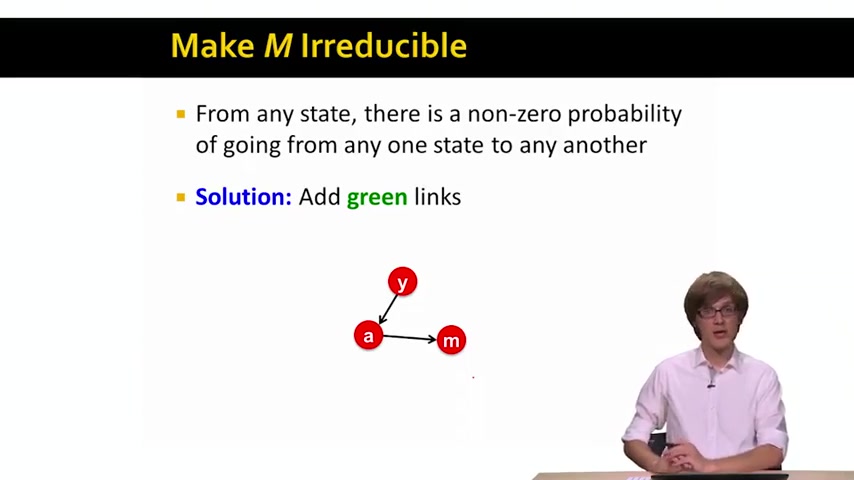 Make M Irreducible
From any state, there is a non-zero probability
of going from any one state to any another
Solution: Add green links
y
a
m